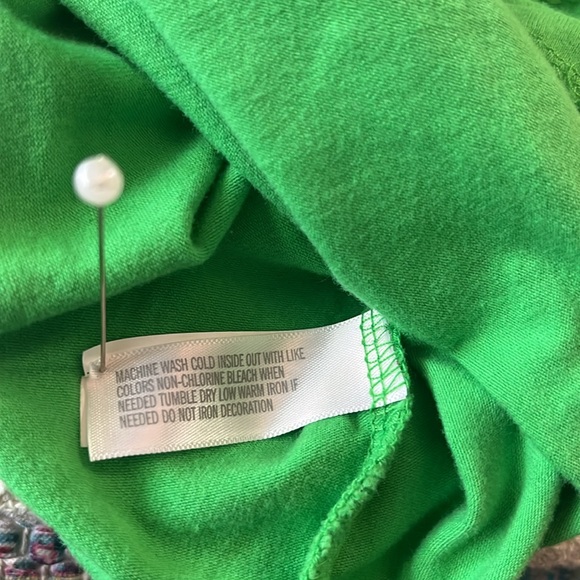 MACHINE WASH COLD INSIDE OUT WITH LIKE
COLORS NON-CHLORINE BLEACH WHEN
NEEDED TUMBLE DRY LOW WARM IRON IF
NEEDED DO NOT IRON DECORATION